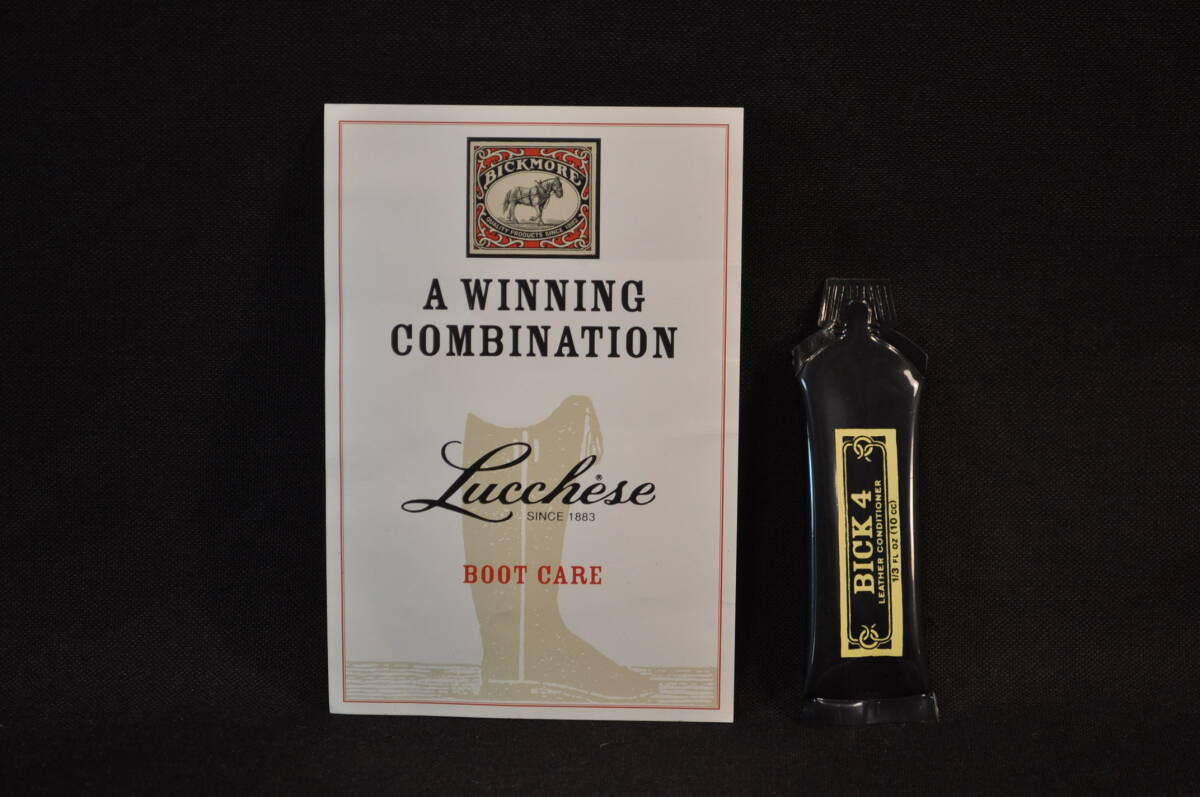 BICKMORE
QUALITY PRODUCTS SINCE 1882
A WINNING
COMBINATION
Lucchese®
SINCE 1883
BOOT CARE
BICK 4
LEATHER CONDITIONER
1/3 FL OZ (10 CC)